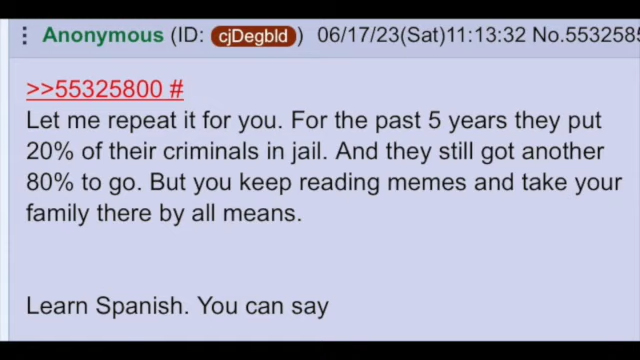 Anonymous (ID: cjDegbld) 06/17/23(Sat)11:13:32 No.5532585
>>55325800 #
Let me repeat it for you. For the past 5 years they put
20% of their criminals in jail. And they still got another
80% to go. But you keep reading memes and take your
family there by all means.
Learn Spanish. You can say